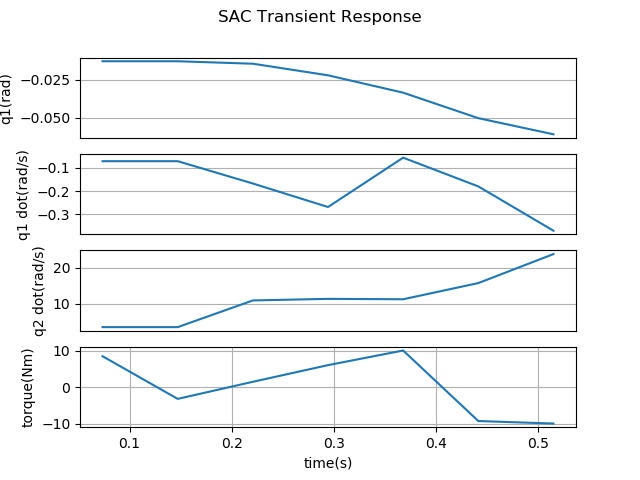 SAC Transient Response
q1(rad)
−0.025
−0.050
q1 dot(rad/s)
−0.1
−0.2
−0.3
q2 dot(rad/s)
20
10
torque(Nm)
10
0
−10
0.1 0.2 0.3 0.4 0.5
time(s)